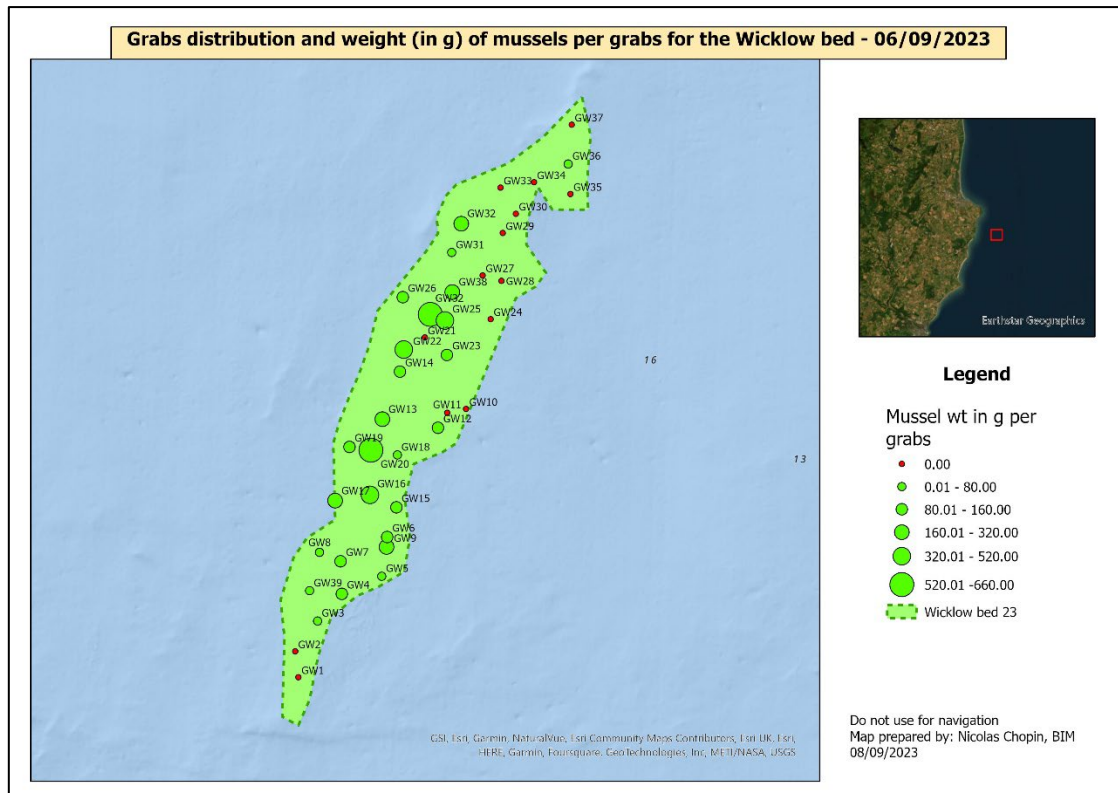 Grabs distribution and weight (in g) of mussels per grabs for the Wicklow bed - 06/09/2023
GW37
GW36
GW34
GW33
GW35
GW30
GW32
GW29
GW31
GW27
GW28
GW38
GW26
GW32
GW25
GW24
GW21
GW22
GW23
GW14
16
GW11
GW10
GW13
GW12
GW19
GW18
GW20
13
GW16
GW17
GW15
GW6
GW9
GW8
GW7
GW5
GW39
GW4
GW3
GW2
GW1
GSI, Esri, Garmin, NaturalVue, Esri Community Maps Contributors, Esri UK, Esri,
HERE, Garmin, Foursquare, GeoTechnologies, Inc, METI/NASA, USGS
Earthstar Geographics
Legend
Mussel wt in g per
grabs
0.00
0.01 - 80.00
80.01 - 160.00
160.01 - 320.00
320.01 - 520.00
520.01 -660.00
Wicklow bed 23
Do not use for navigation
Map prepared by: Nicolas Chopin, BIM
08/09/2023